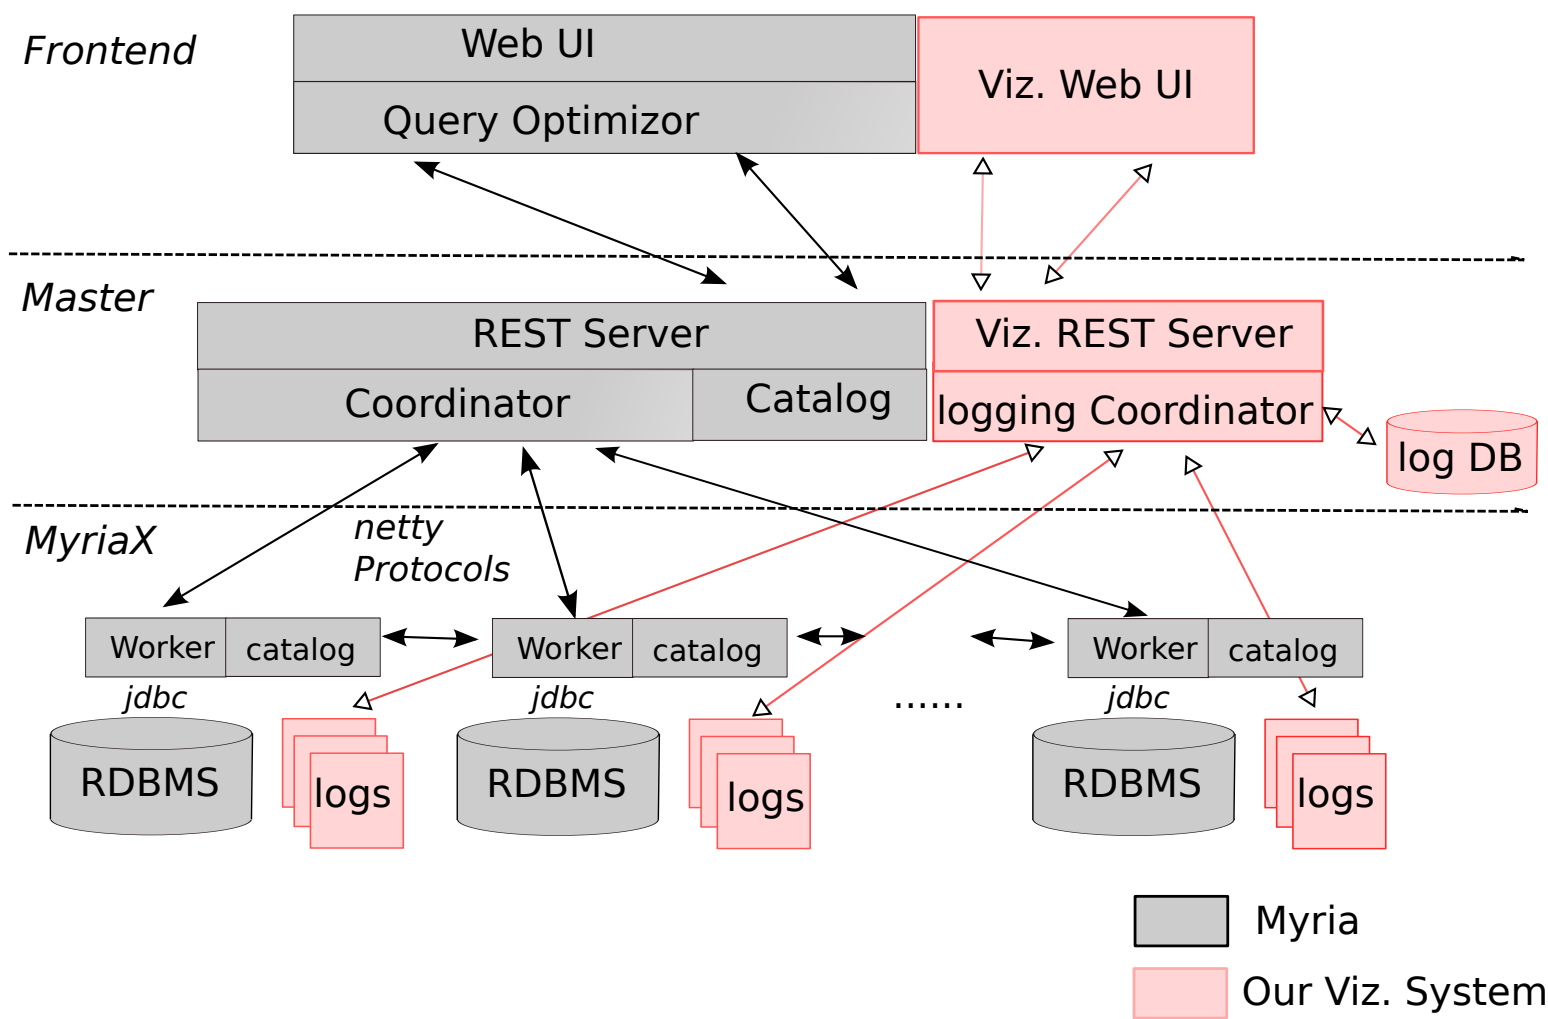 Frontend
Web UI
Viz. Web UI
Query Optimizor
Master
REST Server
Viz. REST Server
Coordinator
Catalog
logging Coordinator
log DB
MyriaX
netty
Protocols
Worker
catalog
Worker
catalog
Worker
catalog
jdbc
jdbc
......
jdbc
RDBMS
logs
RDBMS
logs
RDBMS
logs
Myria
Our Viz. System